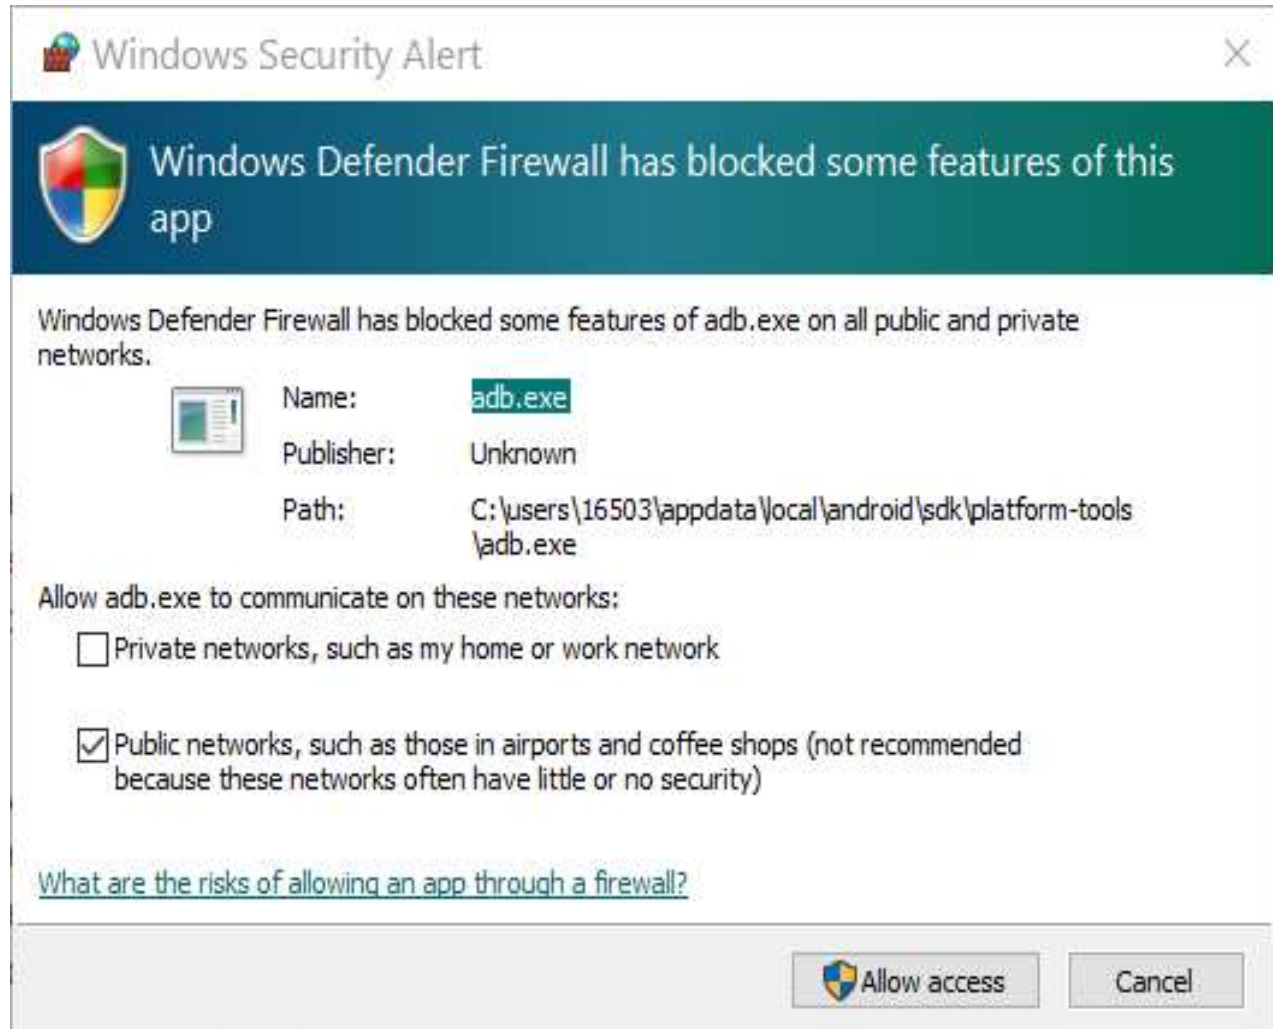 Windows Security Alert
Windows Defender Firewall has blocked some features of this
app
Windows Defender Firewall has blocked some features of adb.exe on all public and private
networks.
Name: adb.exe
Publisher: Unknown
Path: C:\users\16503\appdata\local\android\sdk\platform-tools
\adb.exe
Allow adb.exe to communicate on these networks:
Private networks, such as my home or work network
Public networks, such as those in airports and coffee shops (not recommended
because these networks often have little or no security)
What are the risks of allowing an app through a firewall?
Allow access Cancel